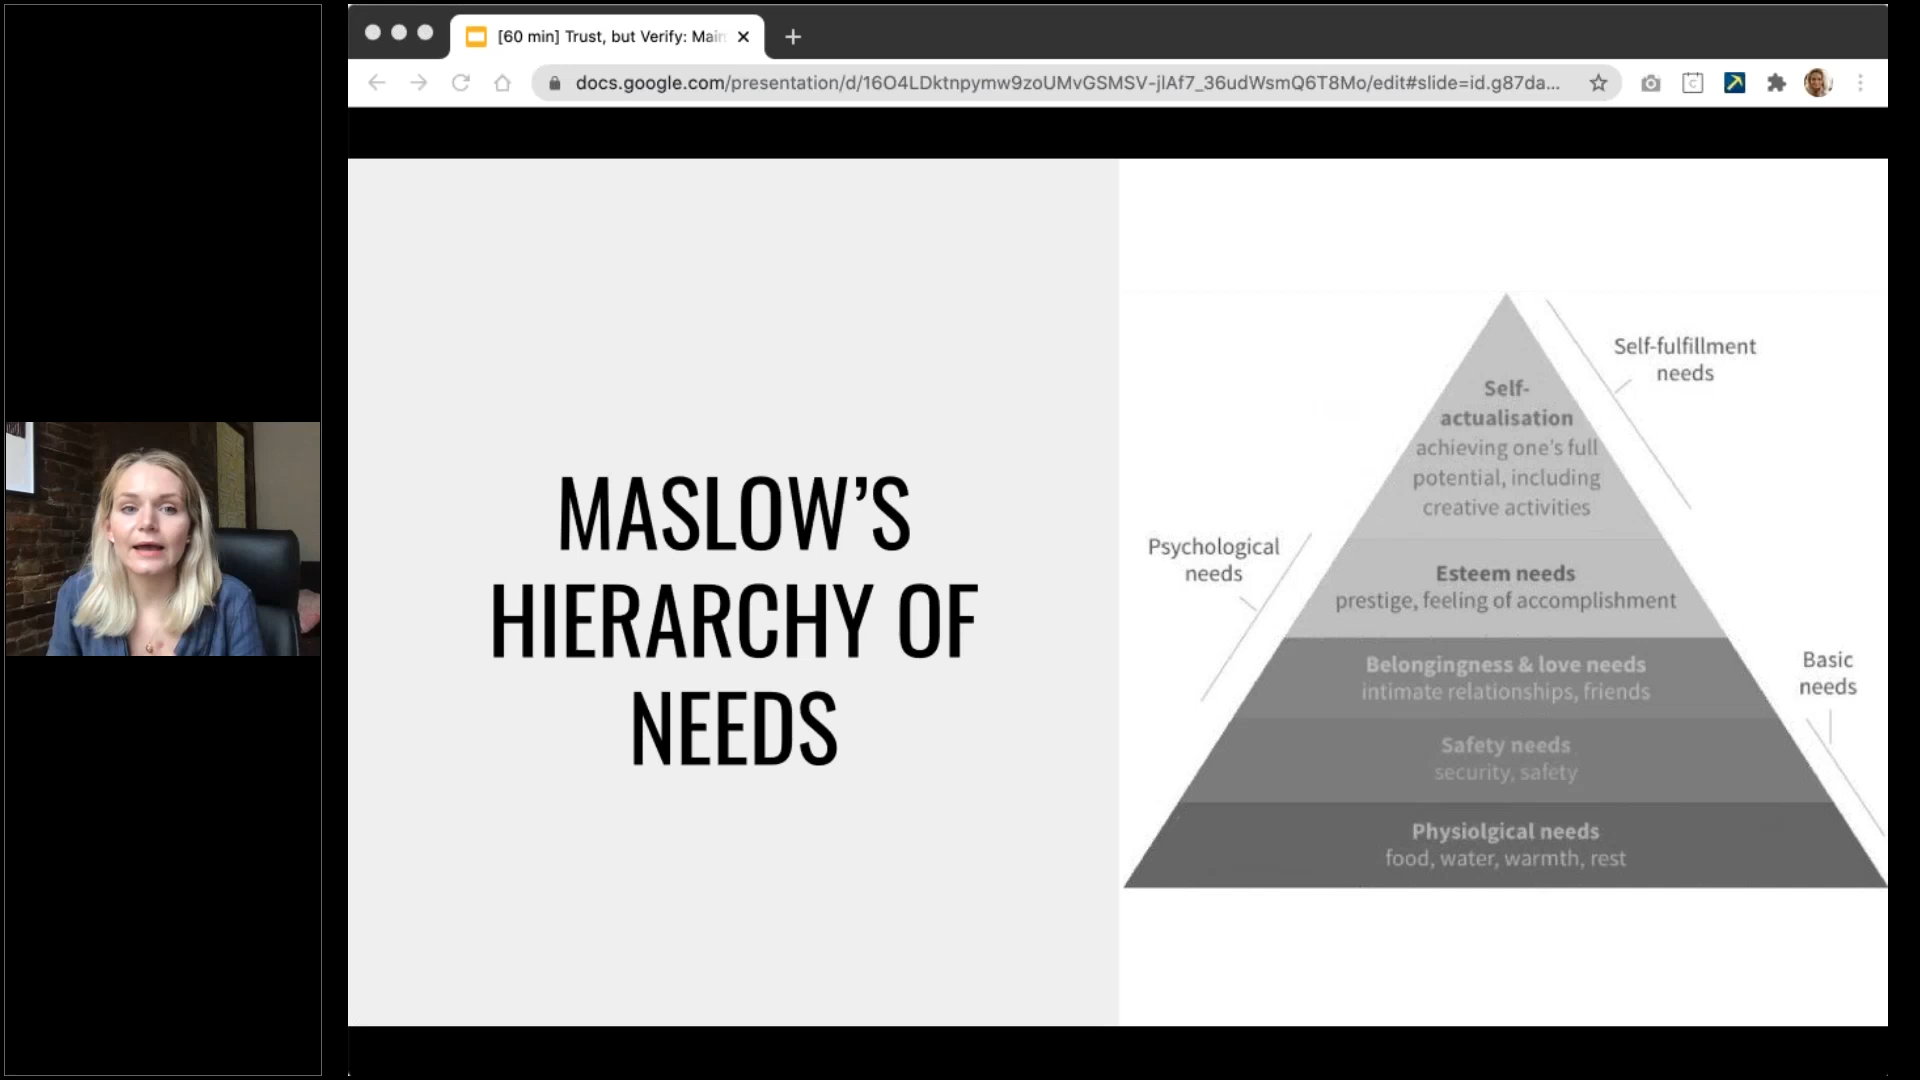 [60 min] Trust, but Verify: Main
docs.google.com/presentation/d/16O4LDktnpymw9zoUMvGSMSV-jlAf7_36udWsmQ6T8Mo/edit#slide=id.g87da...
MASLOW’S
HIERARCHY OF
NEEDS
Self-fulfillment
needs
Self-
actualisation
achieving one's full
potential, including
creative activities
Psychological
needs
Esteem needs
prestige, feeling of accomplishment
Belongingness & love needs
intimate relationships, friends
Basic
needs
Safety needs
security, safety
Physiolgical needs
food, water, warmth, rest